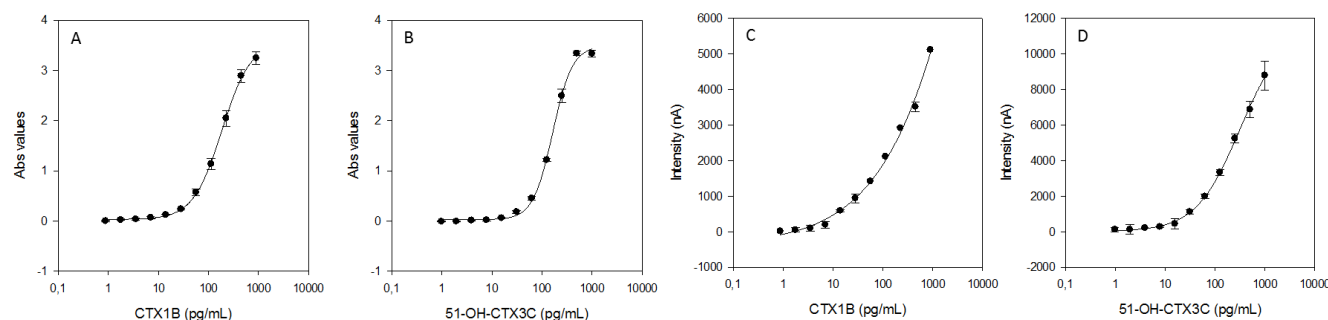 A
Abs values
4
3
2
1
0
-1
0,1 1 10 100 1000 10000
CTX1B (pg/mL)
B
Abs values
4
3
2
1
0
-1
0,1 1 10 100 1000 10000
51-OH-CTX3C (pg/mL)
C
Intensity (nA)
6000
5000
4000
3000
2000
1000
0
-1000
0,1 1 10 100 1000 10000
CTX1B (pg/mL)
D
Intensity (nA)
12000
10000
8000
6000
4000
2000
0
-2000
0,1 1 10 100 1000 10000
51-OH-CTX3C (pg/mL)